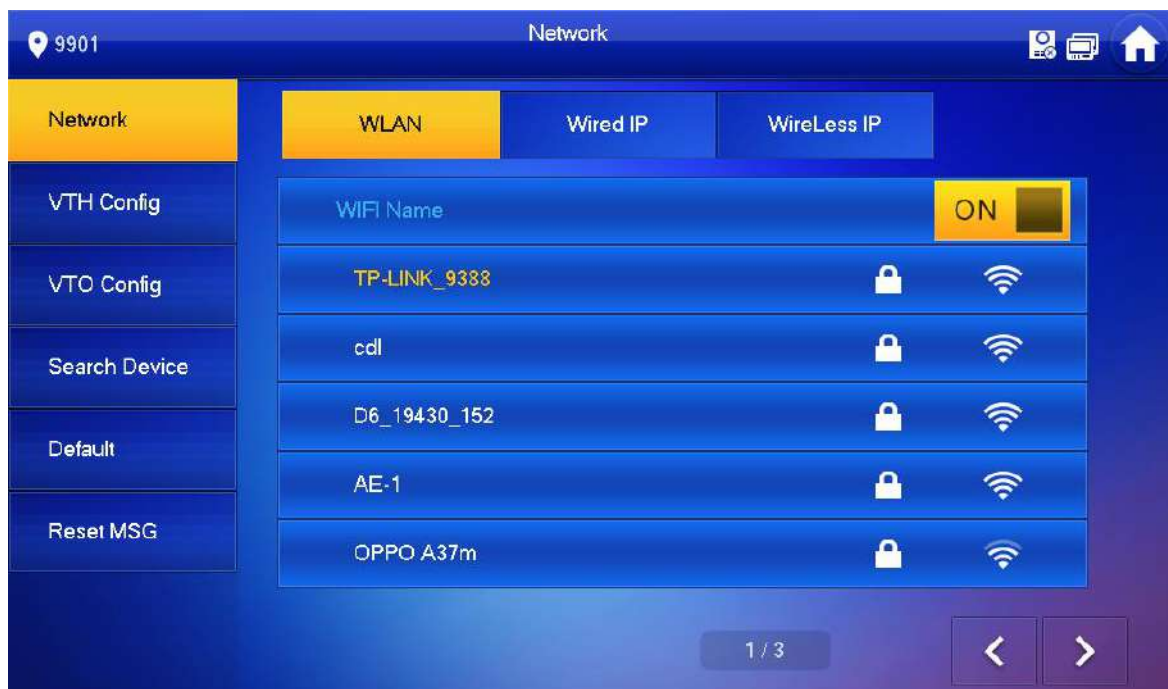 9901
Network
Network
WLAN
Wired IP
WireLess IP
VTH Config
WIFI Name
ON
VTO Config
TP-LINK_9388
Search Device
cdl
D6_19430_152
Default
AE-1
Reset MSG
OPPO A37m
1 / 3